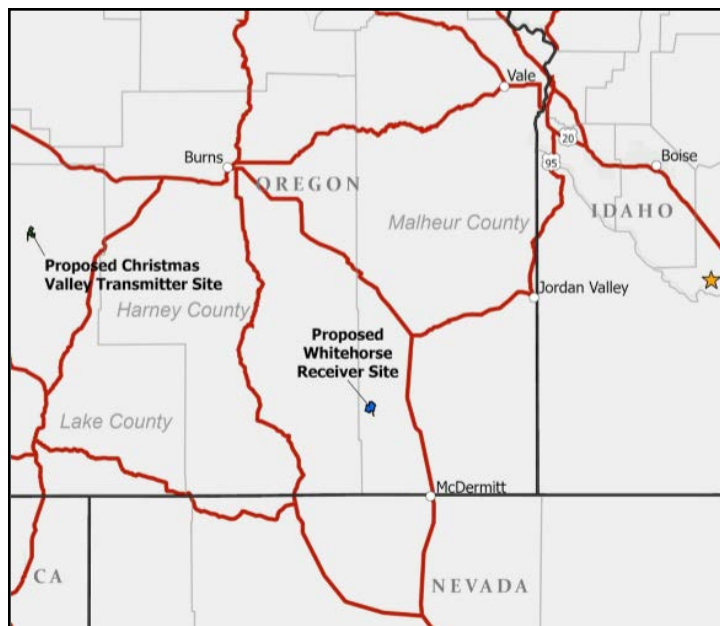 Vale
20
Burns
95
Boise
OREGON
Malheur County
IDAHO
Proposed Christmas
Valley Transmitter Site
Jordan Valley
Harney County
Proposed
Whitehorse
Receiver Site
Lake County
McDermitt
CA
NEVADA